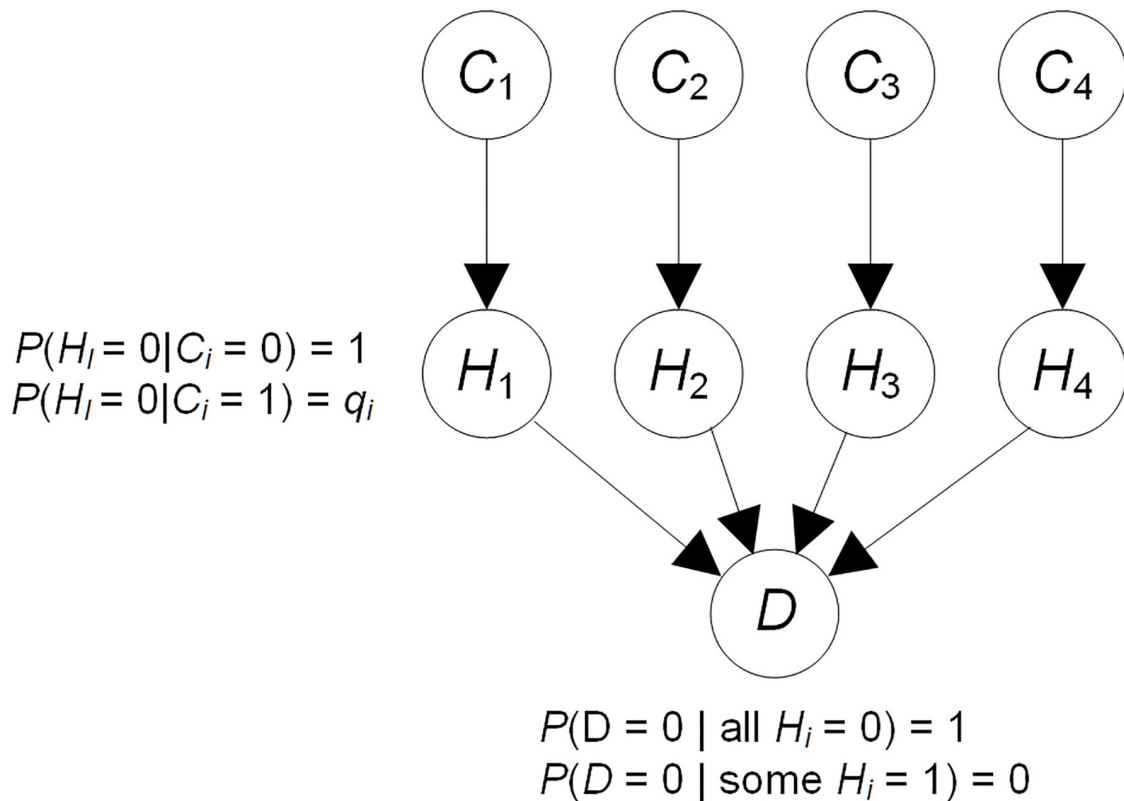 C₁ C₂ C₃ C₄
P(Hₗ = 0|Cᵢ = 0) = 1
H₁ H₂ H₃ H₄
P(Hₗ = 0|Cᵢ = 1) = qᵢ
D
P(D = 0 | all Hᵢ = 0) = 1
P(D = 0 | some Hᵢ = 1) = 0